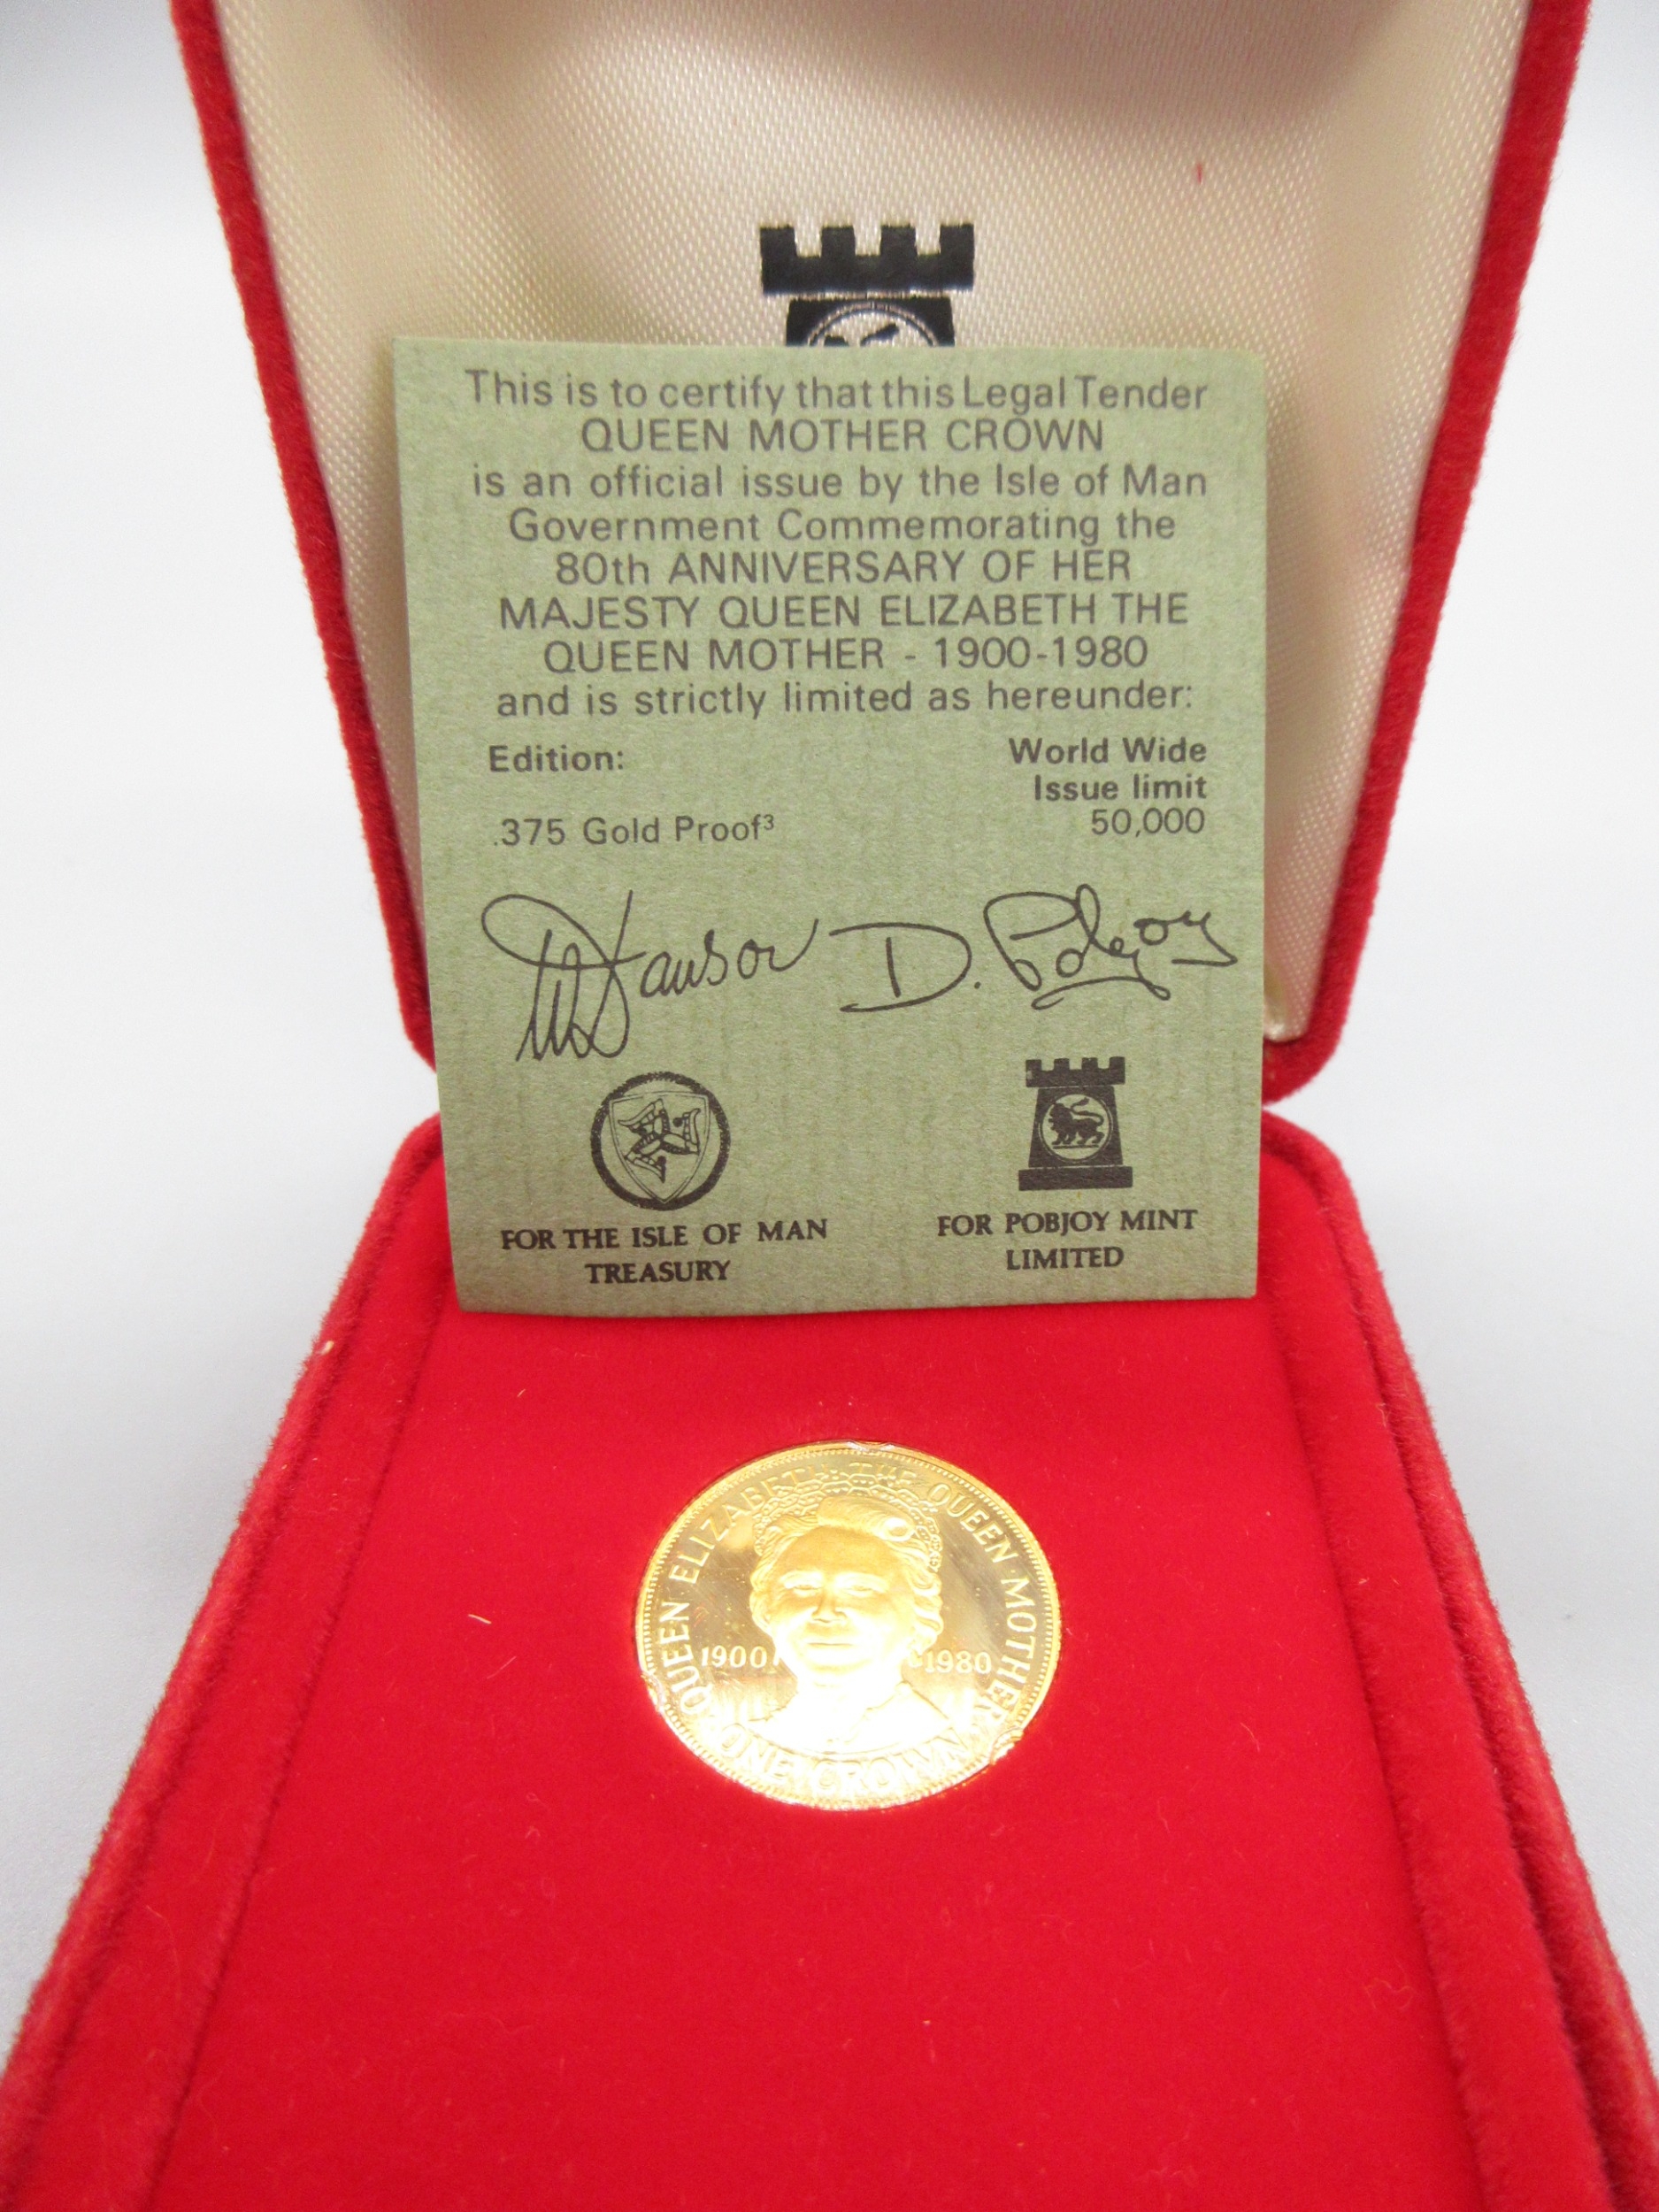 This is to certify that this Legal Tender
QUEEN MOTHER CROWN
is an official issue by the Isle of Man
Government Commemorating the
80th ANNIVERSARY OF HER
MAJESTY QUEEN ELIZABETH THE
QUEEN MOTHER - 1900-1980
and is strictly limited as hereunder:
Edition:
World Wide
Issue limit
.375 Gold Proof³
50,000
D. Pobjoy
FOR THE ISLE OF MAN
TREASURY
FOR POBJOY MINT
LIMITED
QUEEN ELIZABETH THE QUEEN MOTHER
1900 1980
ONE CROWN